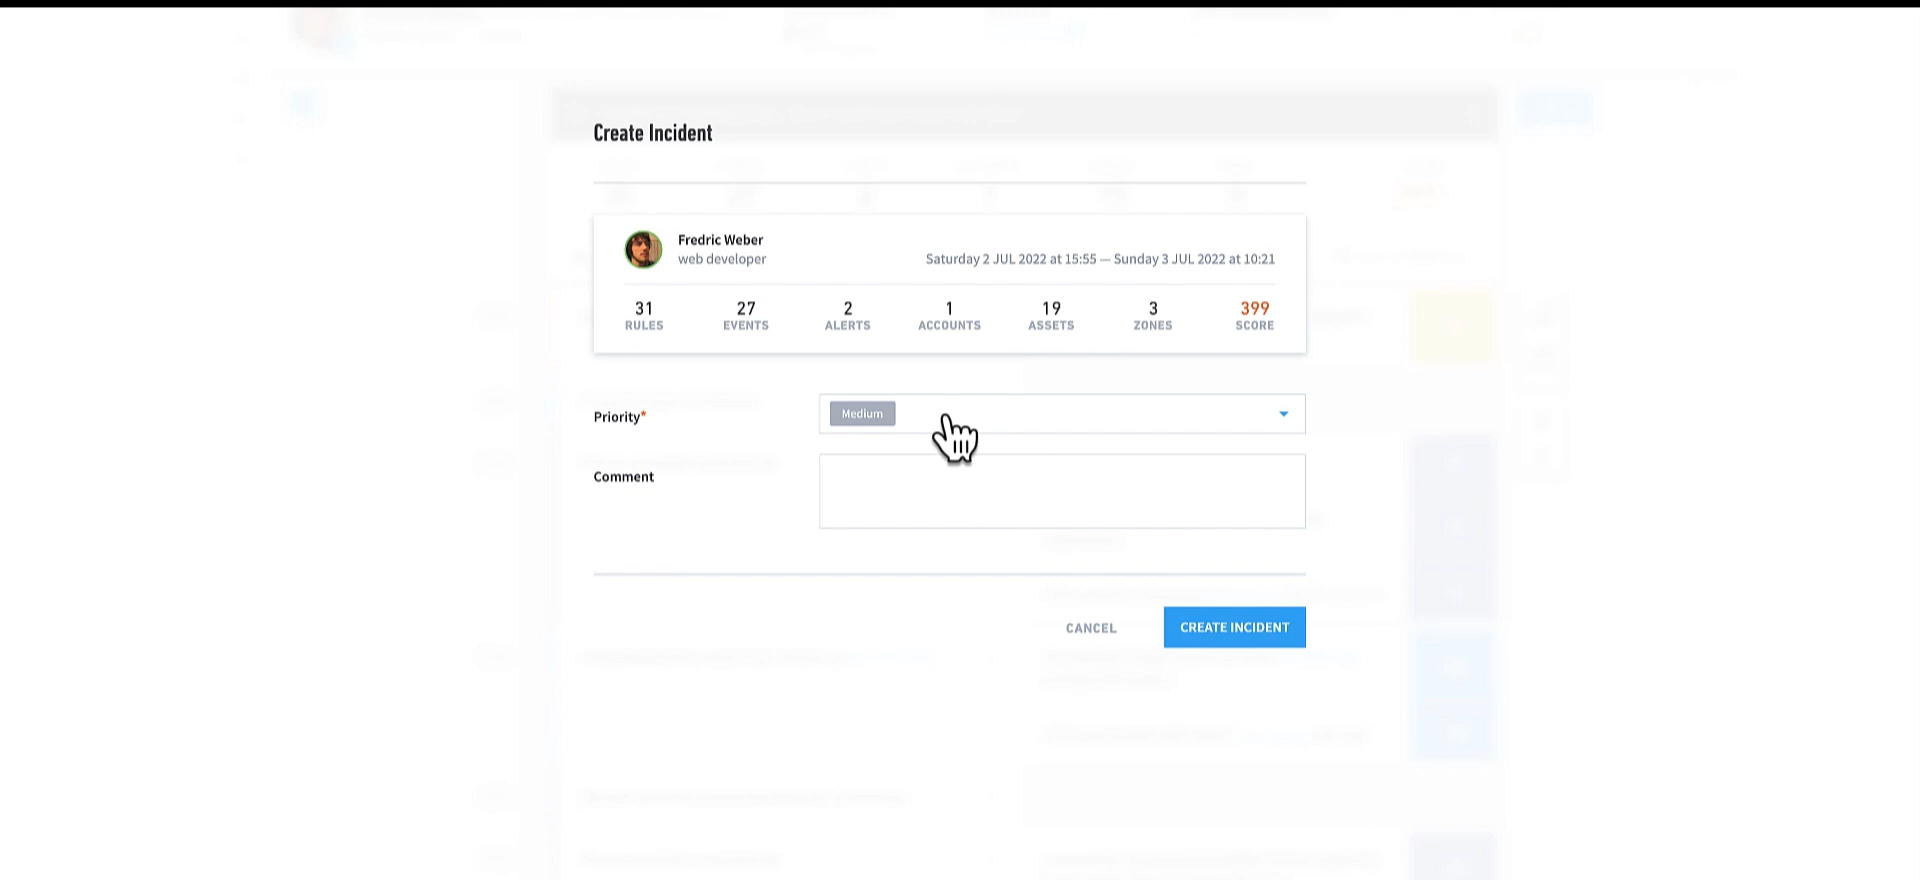 Create Incident
Fredric Weber
web developer
Saturday 2 JUL 2022 at 15:55 — Sunday 3 JUL 2022 at 10:21
31 27 2 1 19 3 399
RULES EVENTS ALERTS ACCOUNTS ASSETS ZONES SCORE
Priority* Medium
Comment
CANCEL CREATE INCIDENT